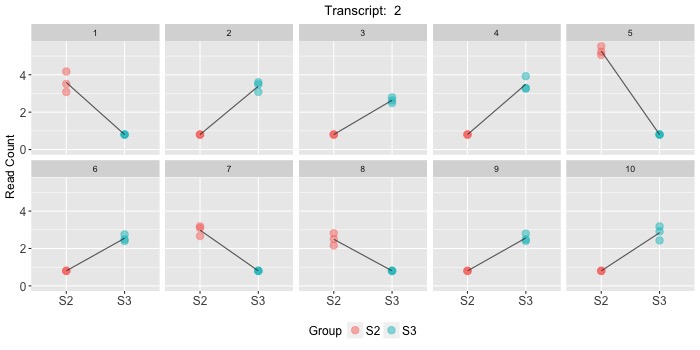 Transcript: 2
1 2 3 4 5
4
2
0
Read Count
6 7 8 9 10
4
2
0
S2 S3 S2 S3 S2 S3 S2 S3 S2 S3
Group S2 S3